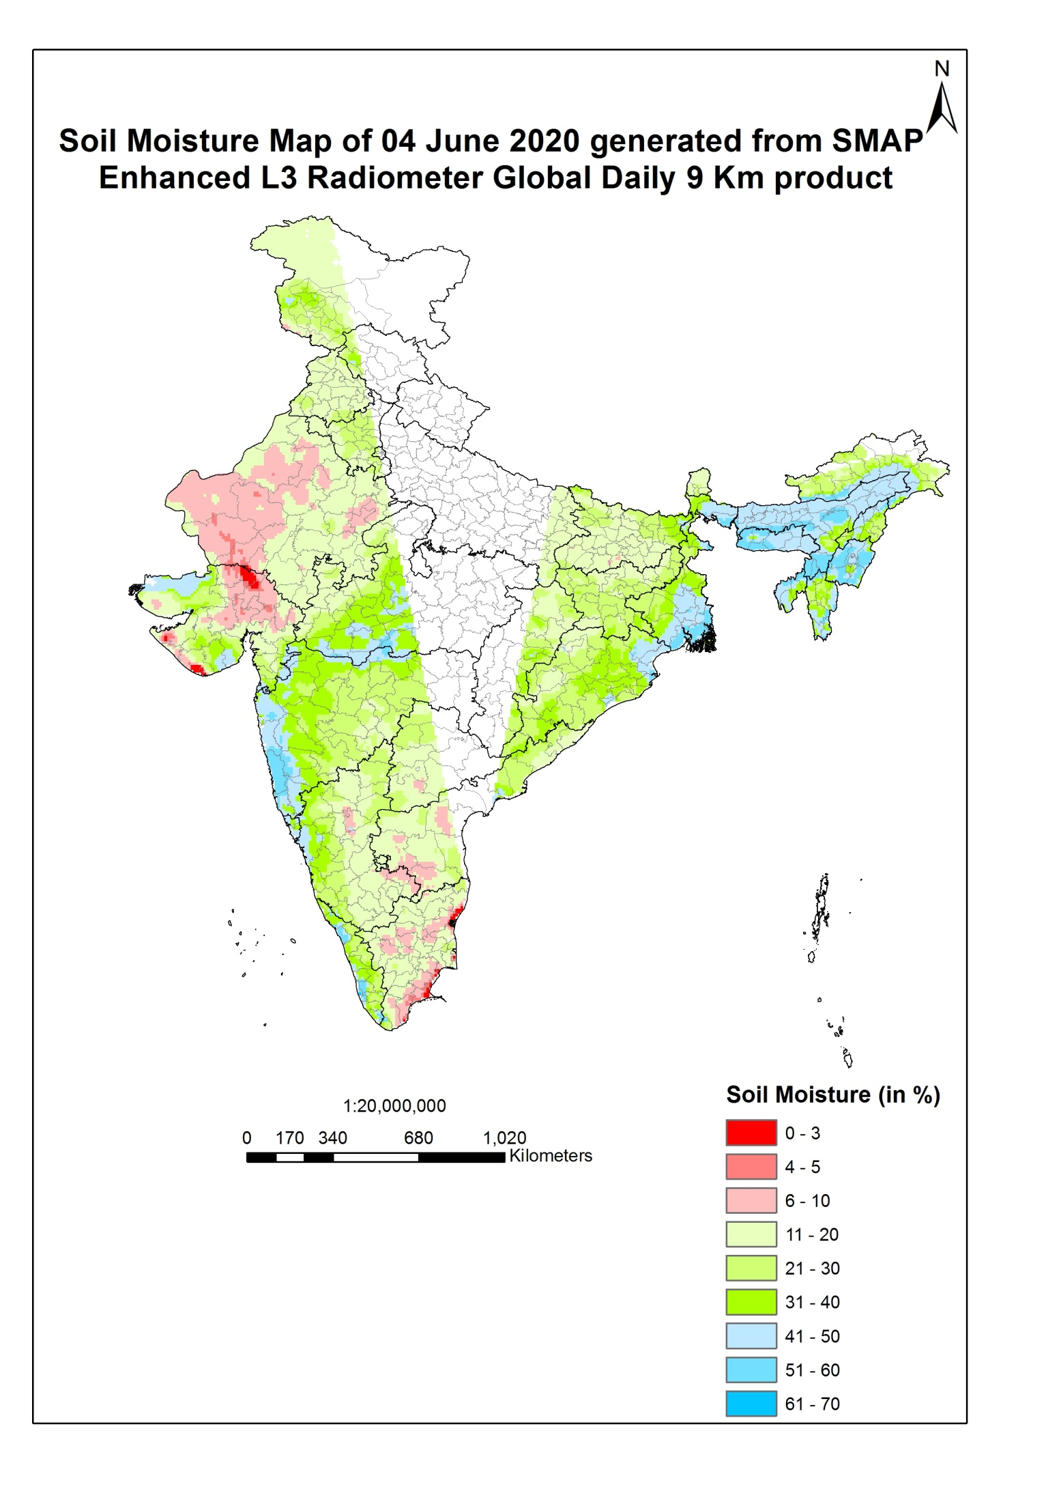 N
Soil Moisture Map of 04 June 2020 generated from SMAP
Enhanced L3 Radiometer Global Daily 9 Km product
1:20,000,000
0 170 340 680 1,020
Kilometers
Soil Moisture (in %)
0 - 3
4 - 5
6 - 10
11 - 20
21 - 30
31 - 40
41 - 50
51 - 60
61 - 70